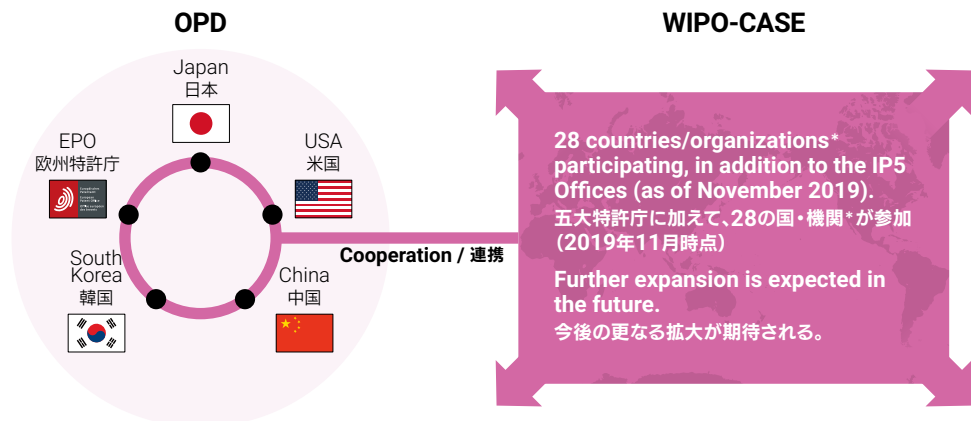 OPD
WIPO-CASE
Japan
日本
EPO
欧州特許庁
USA
米国
South
Korea
韓国
China
中国
Cooperation / 連携
28 countries/organizations*
participating, in addition to the IP5
Offices (as of November 2019).
五大特許庁に加えて、28の国・機関*が参加
（2019年11月時点）
Further expansion is expected in
the future.
今後の更なる拡大が期待される。